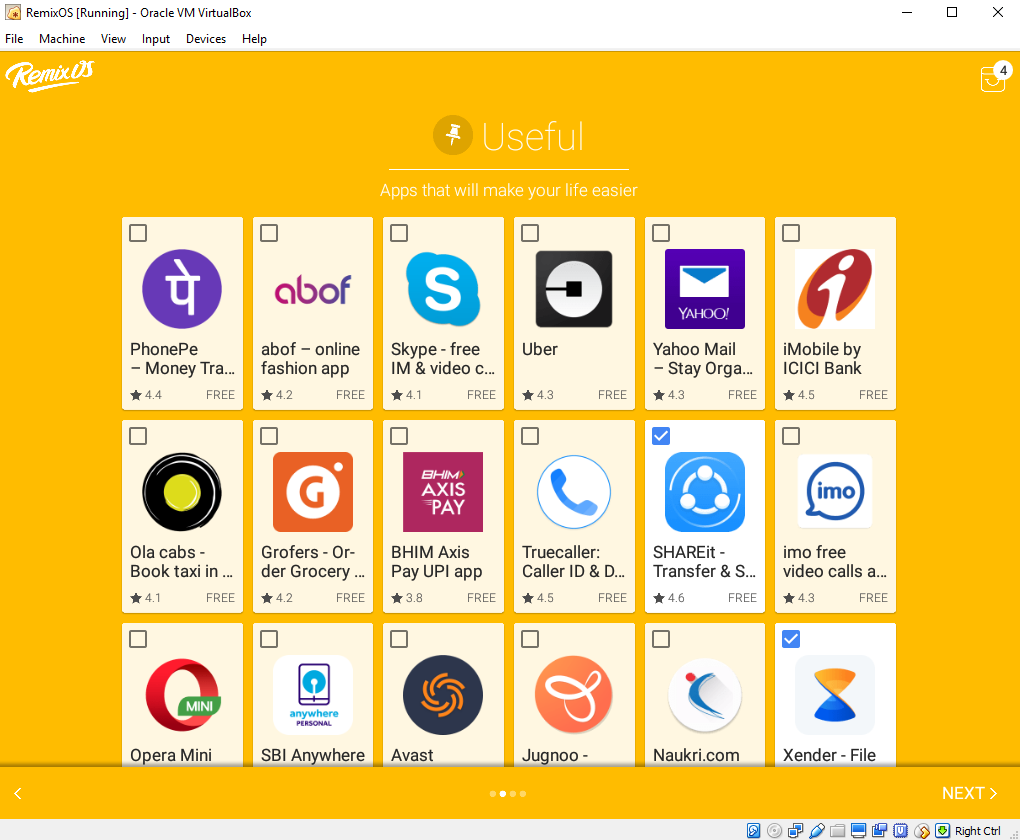 RemixOS [Running] - Oracle VM VirtualBox
File Machine View Input Devices Help
Remix OS
4
Useful
Apps that will make your life easier
पे
abof
S
YAHOO!
i
PhonePe
– Money Tra...
abof – online
fashion app
Skype - free
IM & video c...
Uber
Yahoo Mail
– Stay Orga...
iMobile by
ICICI Bank
4.4 FREE
4.2 FREE
4.1 FREE
4.3 FREE
4.3 FREE
4.5 FREE
G
BHIM
AXIS
PAY
imo
Ola cabs -
Book taxi in ...
Grofers - Or-
der Grocery ...
BHIM Axis
Pay UPI app
Truecaller:
Caller ID & D...
SHAREit -
Transfer & S...
imo free
video calls a...
4.1 FREE
4.2 FREE
3.8 FREE
4.5 FREE
4.6 FREE
4.3 FREE
MINI
anywhere
PERSONAL
Opera Mini
SBI Anywhere
Avast
Jugnoo -
Naukri.com
Xender - File
NEXT
Right Ctrl